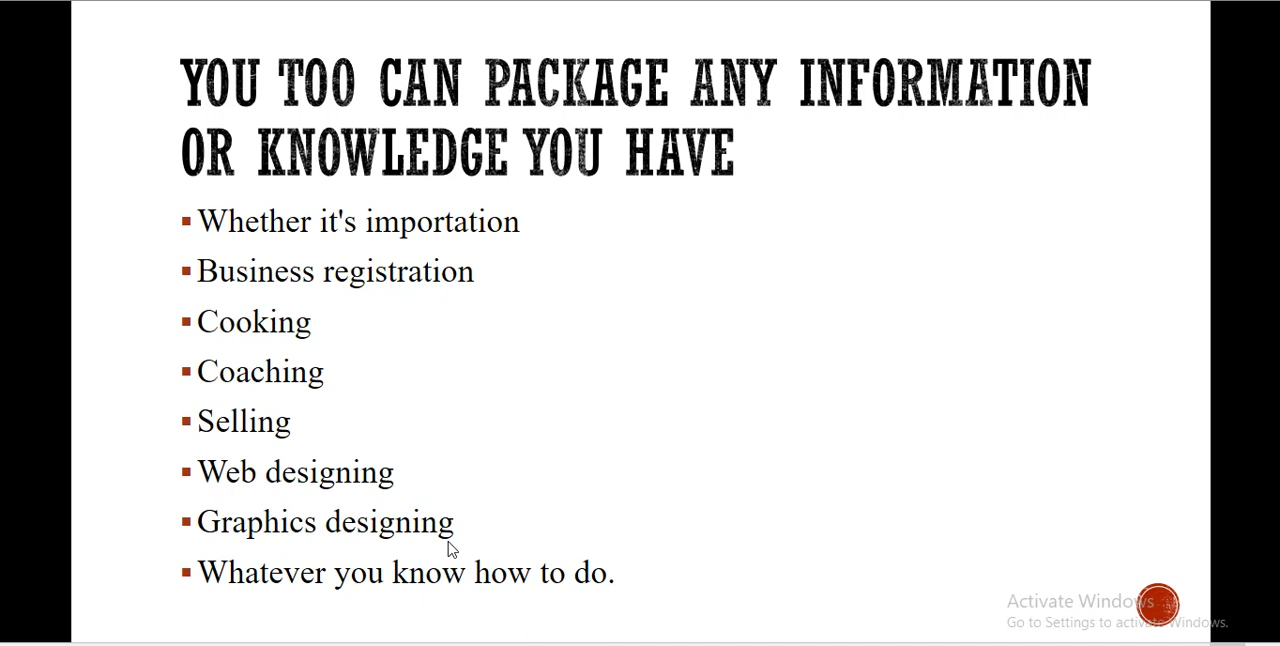 YOU TOO CAN PACKAGE ANY INFORMATION
OR KNOWLEDGE YOU HAVE
Whether it's importation
Business registration
Cooking
Coaching
Selling
Web designing
Graphics designing
Whatever you know how to do.
Activate Windows
Go to Settings to activate Windows.